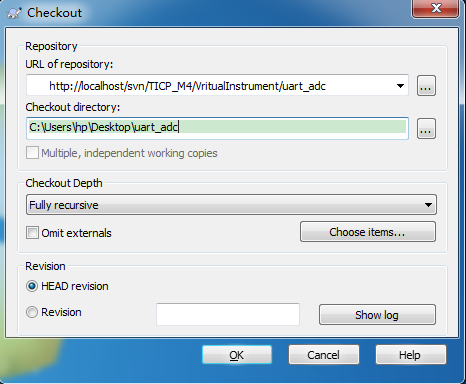 Checkout
Repository
URL of repository:
http://localhost/svn/TICP_M4/VritualInstrument/uart_adc
...
Checkout directory:
C:\Users\hp\Desktop\uart_adc
...
Multiple, independent working copies
Checkout Depth
Fully recursive
Omit externals
Choose items...
Revision
HEAD revision
Revision
Show log
OK
Cancel
Help